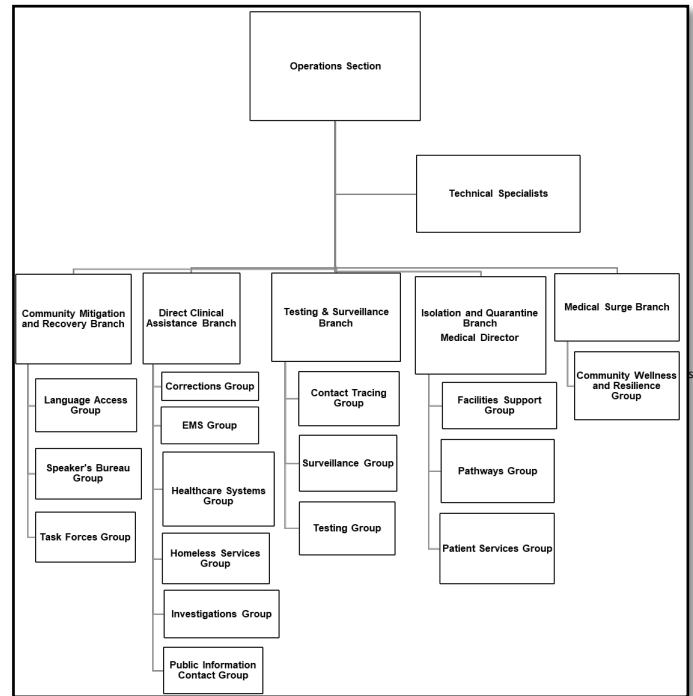 Operations Section
Technical Specialists
Community Mitigation
and Recovery Branch
Language Access
Group
Speaker's Bureau
Group
Task Forces Group
Direct Clinical
Assistance Branch
Corrections Group
EMS Group
Healthcare Systems
Group
Homeless Services
Group
Investigations Group
Public Information
Contact Group
Testing & Surveillance
Branch
Contact Tracing
Group
Surveillance Group
Testing Group
Isolation and Quarantine
Branch
Medical Director
Facilities Support
Group
Pathways Group
Patient Services Group
Medical Surge Branch
Community Wellness S
and Resilience
Group